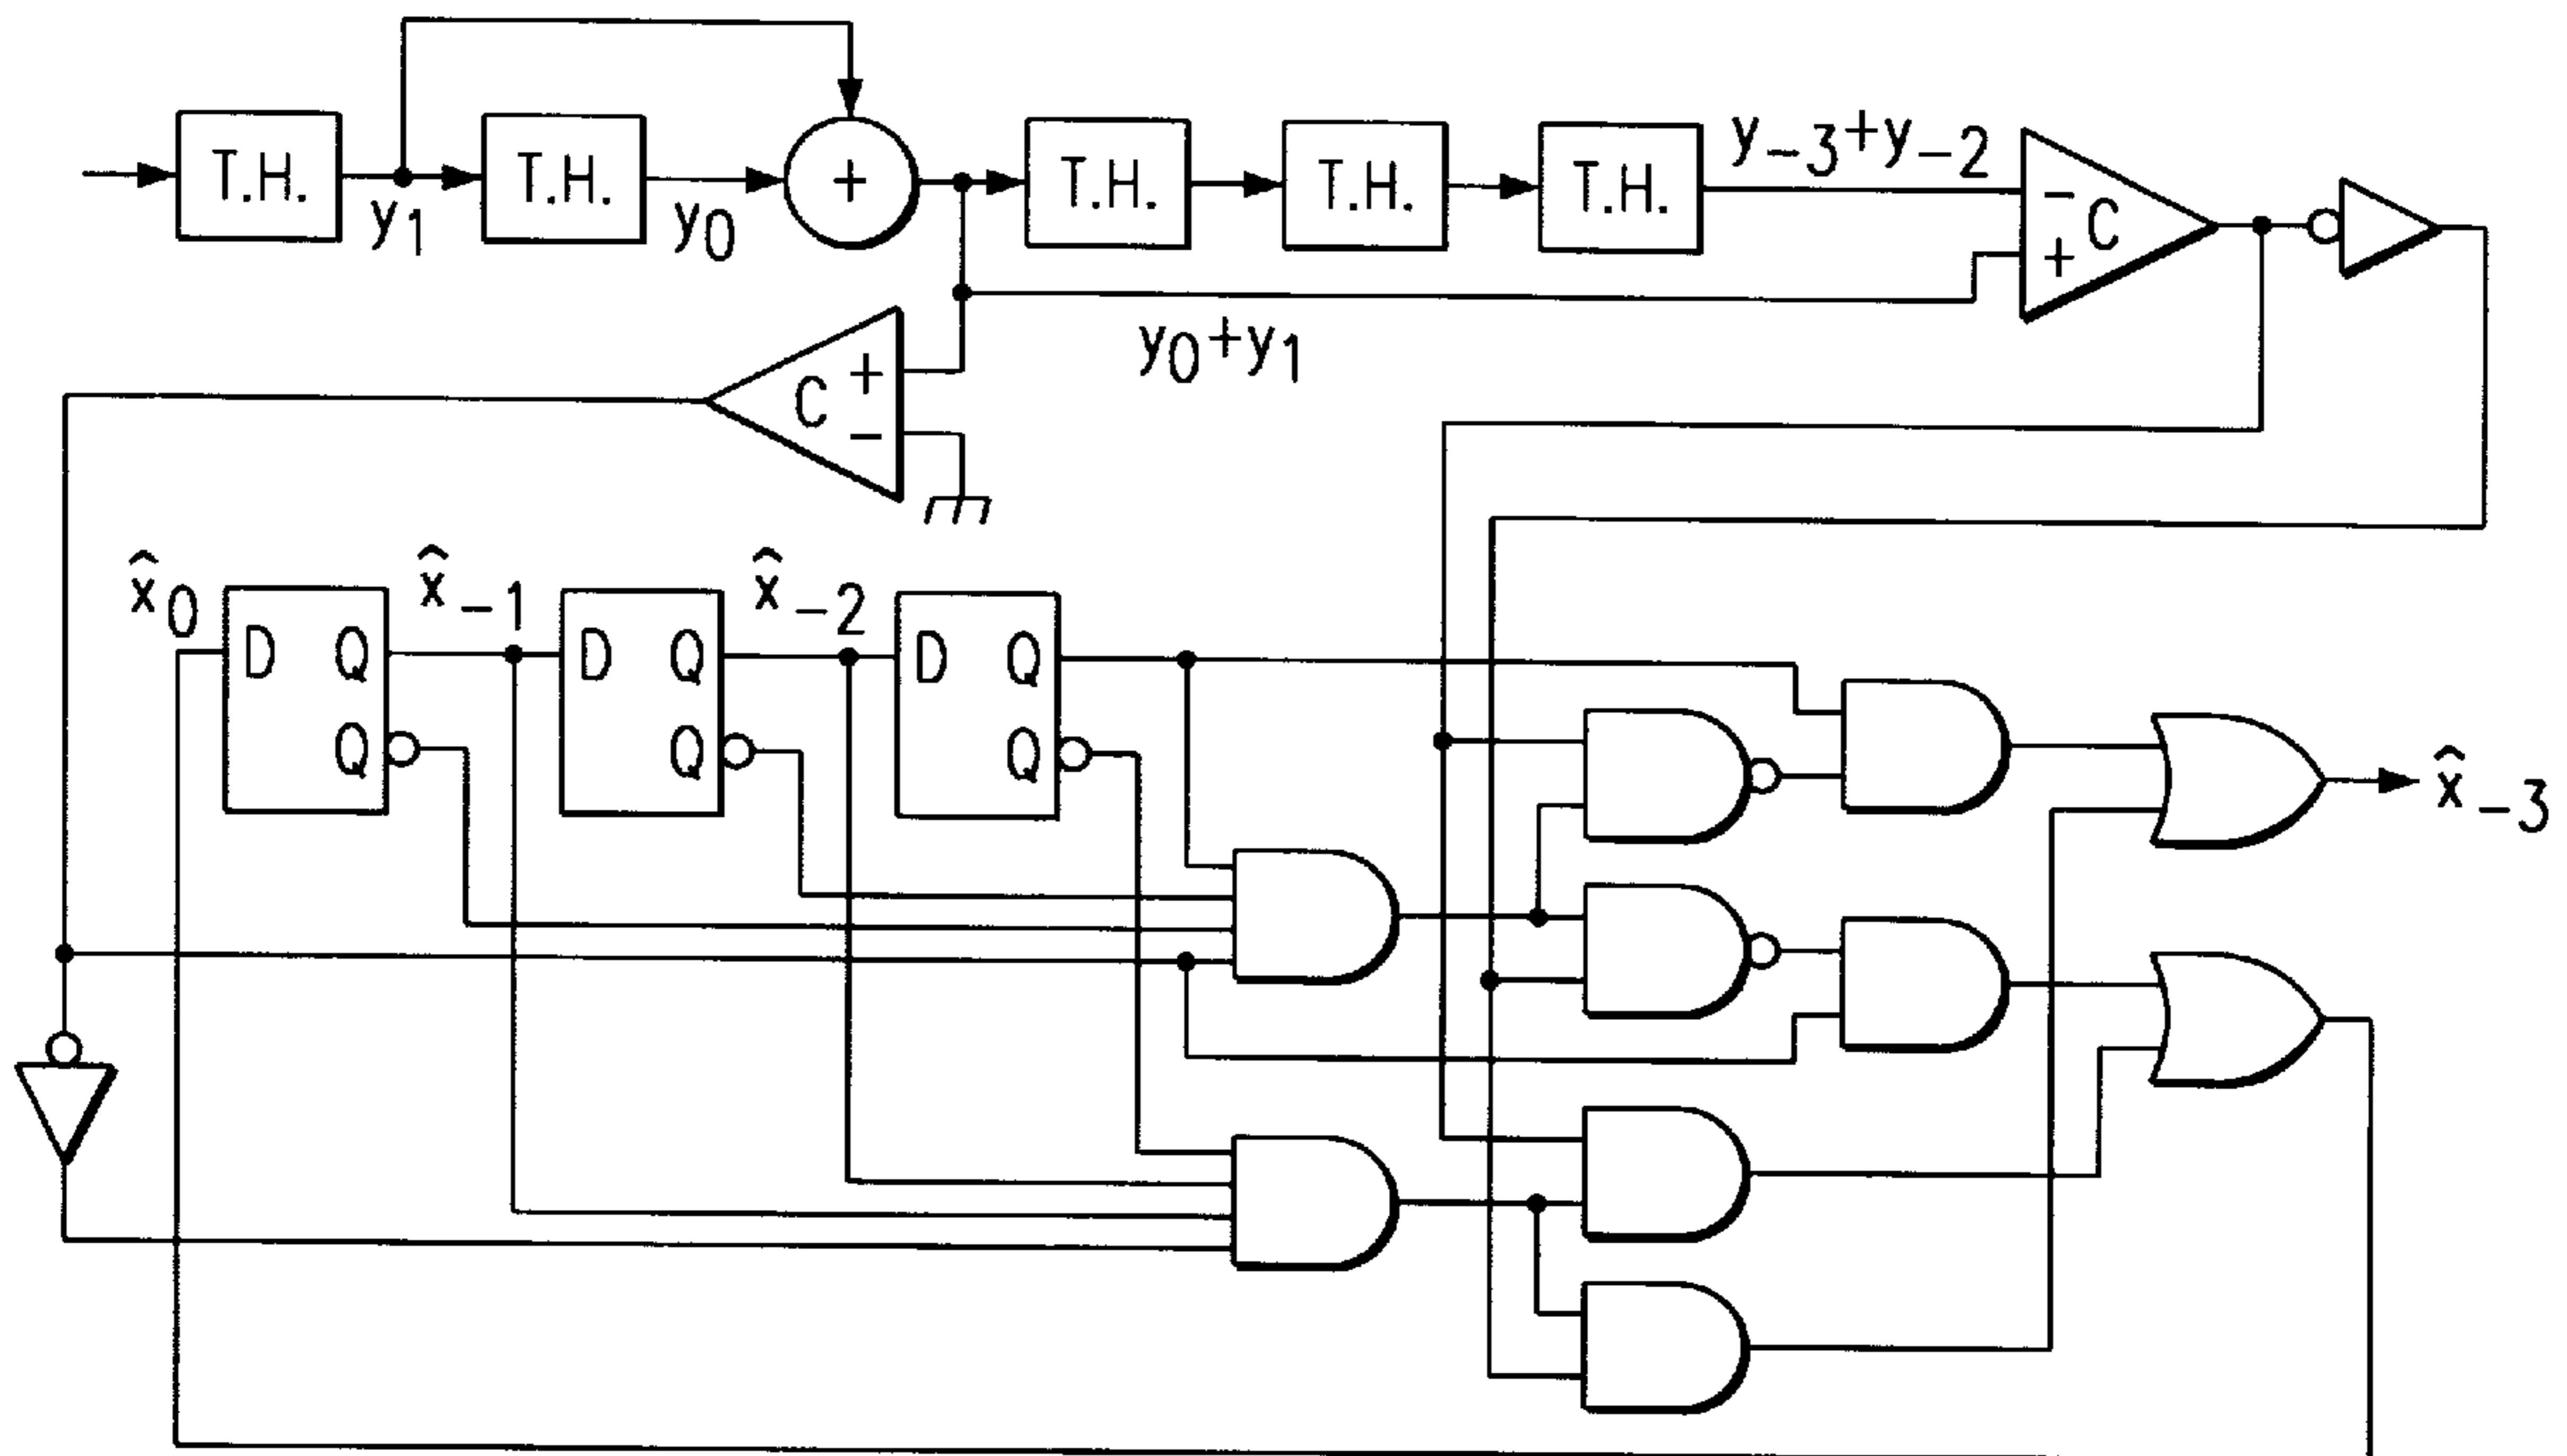 T.H.
y1
T.H.
y0
+
T.H.
T.H.
T.H.
y-3+y-2
− C
+
y0+y1
C +
−
x̂0
D Q
Q
x̂-1
D Q
Q
x̂-2
D Q
Q
x̂-3